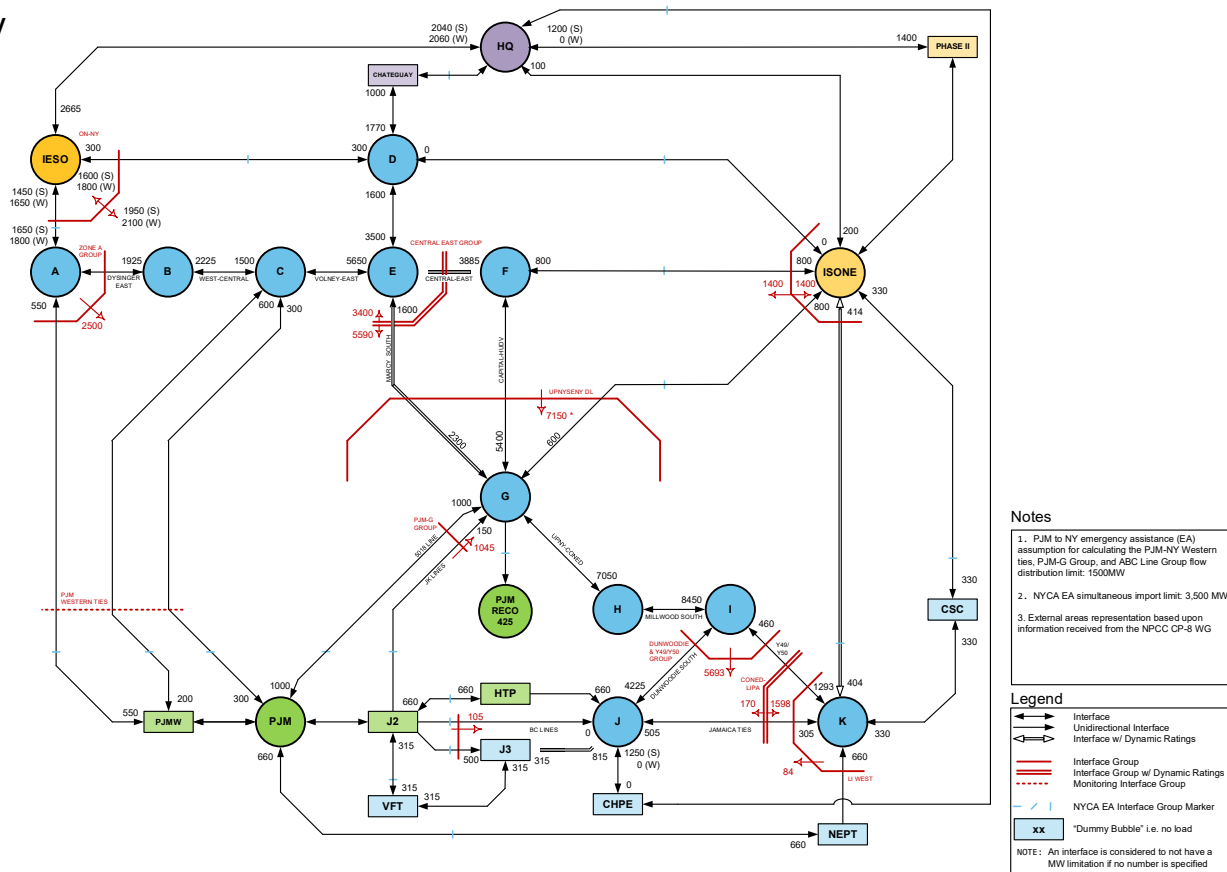 y
2040 (S)
2060 (W)
HQ
1200 (S)
0 (W)
1400
PHASE II
100
CHATEGUAY
1000
2665
ON-NY
IESO
300
1770
300
D
0
1600 (S)
1800 (W)
1450 (S)
1650 (W)
1950 (S)
2100 (W)
1600
1650 (S)
1800 (W)
3500
0
200
ZONE A
GROUP
CENTRAL EAST GROUP
A
1925
DYSINGER
EAST
B
2225
WEST-CENTRAL
1500
C
VOLNEY-EAST
5650
E
3885
CENTRAL-EAST
F
800
800
ISONE
550
2500
600
300
3400
5590
1600
1400
1400
800
330
414
MARCY SOUTH
CAPITAL-HUDV
UPNYSENY DL
7150 *
2300
5400
600
G
1000
150
PJM-G
GROUP
1045
5018 LINE
JK LINES
UPNY-CONED
PJM
RECO
425
7050
H
8450
MILLWOOD SOUTH
I
460
330
CSC
330
PJM
WESTERN TIES
DUNWOODIE
& Y49/Y50
GROUP
DUNWOODIE SOUTH
5693
Y49/
Y50
CONED-
LIPA
170
1598
1293
404
550
PJMW
200
300
1000
PJM
660
J2
660
660
HTP
660
4225
J
505
JAMAICA TIES
305
K
330
105
BC LINES
0
315
500
J3
315
315
815
1250 (S)
0 (W)
84
LI WEST
660
315
VFT
315
0
CHPE
660
NEPT
Notes
1. PJM to NY emergency assistance (EA)
assumption for calculating the PJM-NY Western
ties, PJM-G Group, and ABC Line Group flow
distribution limit: 1500MW
2. NYCA EA simultaneous import limit: 3,500 MW
3. External areas representation based upon
information received from the NPCC CP-8 WG
Legend
Interface
Unidirectional Interface
Interface w/ Dynamic Ratings
Interface Group
Interface Group w/ Dynamic Ratings
Monitoring Interface Group
NYCA EA Interface Group Marker
xx
"Dummy Bubble" i.e. no load
NOTE: An interface is considered to not have a
MW limitation if no number is specified